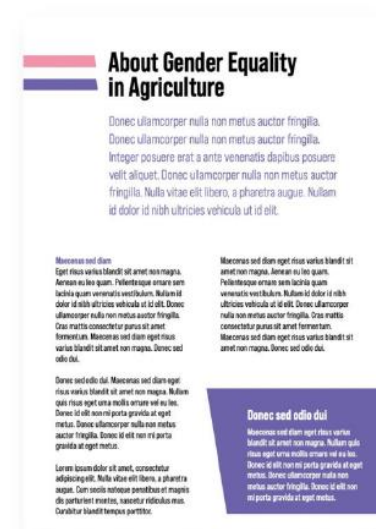 About Gender Equality
in Agriculture
Donec ullamcorper nulla non metus auctor fringilla.
Donec ullamcorper nulla non metus auctor fringilla.
Integer posuere erat a ante venenatis dapibus posuere
velit aliquet. Donec ullamcorper nulla non metus auctor
fringilla. Nulla vitae elit libero, a pharetra augue. Nullam
id dolor id nibh ultricies vehicula ut id elit.
Maecenas sed diam
Eget risus varius blandit sit amet non magna.
Aenean eu leo quam. Pellentesque ornare sem
lacinia quam venenatis vestibulum. Nullam id
dolor id nibh ultricies vehicula ut id elit. Donec
ullamcorper nulla non metus auctor fringilla.
Cras mattis consectetur purus sit amet
fermentum. Maecenas sed diam eget risus
varius blandit sit amet non magna. Donec sed
odio dui.
Donec sed odio dui. Maecenas sed diam eget
risus varius blandit sit amet non magna. Nullam
quis risus eget urna mollis ornare vel eu leo.
Donec id elit non mi porta gravida at eget
metus. Donec ullamcorper nulla non metus
auctor fringilla. Donec id elit non mi porta
gravida at eget metus.
Lorem ipsum dolor sit amet, consectetur
adipiscing elit. Nulla vitae elit libero, a pharetra
augue. Cum sociis natoque penatibus et magnis
dis parturient montes, nascetur ridiculus mus.
Curabitur blandit tempus porttitor.
Maecenas sed diam eget risus varius blandit sit
amet non magna. Aenean eu leo quam.
Pellentesque ornare sem lacinia quam
venenatis vestibulum. Nullam id dolor id nibh
ultricies vehicula ut id elit. Donec ullamcorper
nulla non metus auctor fringilla. Cras mattis
consectetur purus sit amet fermentum.
Maecenas sed diam eget risus varius blandit sit
amet non magna. Donec sed odio dui.
Donec sed odio dui
Maecenas sed diam eget risus varius
blandit sit amet non magna. Nullam quis
risus eget urna mollis ornare vel eu leo.
Donec id elit non mi porta gravida at eget
metus. Donec ullamcorper nulla non
metus auctor fringilla. Donec id elit non
mi porta gravida at eget metus.